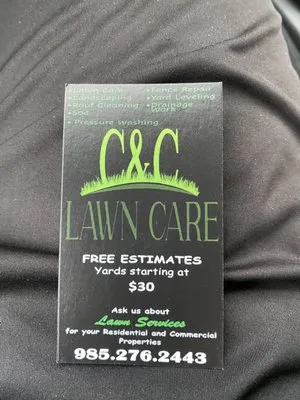 •Lawn Care •Fence Repair
•Landscaping •Yard Leveling
•Roof Cleaning •Drainage
•Sod Work
•Pressure Washing
C&C
LAWN CARE
FREE ESTIMATES
Yards starting at
$30
Ask us about
Lawn Services
for your Residential and Commercial
Properties
985.276.2443